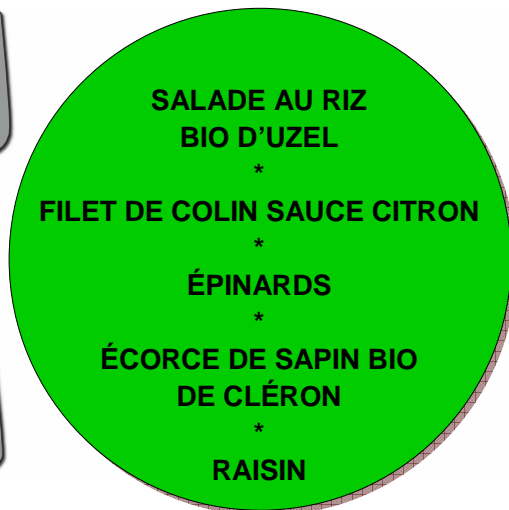 SALADE AU RIZ
BIO D’UZEL
*
FILET DE COLIN SAUCE CITRON
*
ÉPINARDS
*
ÉCORCE DE SAPIN BIO
DE CLÉRON
*
RAISIN